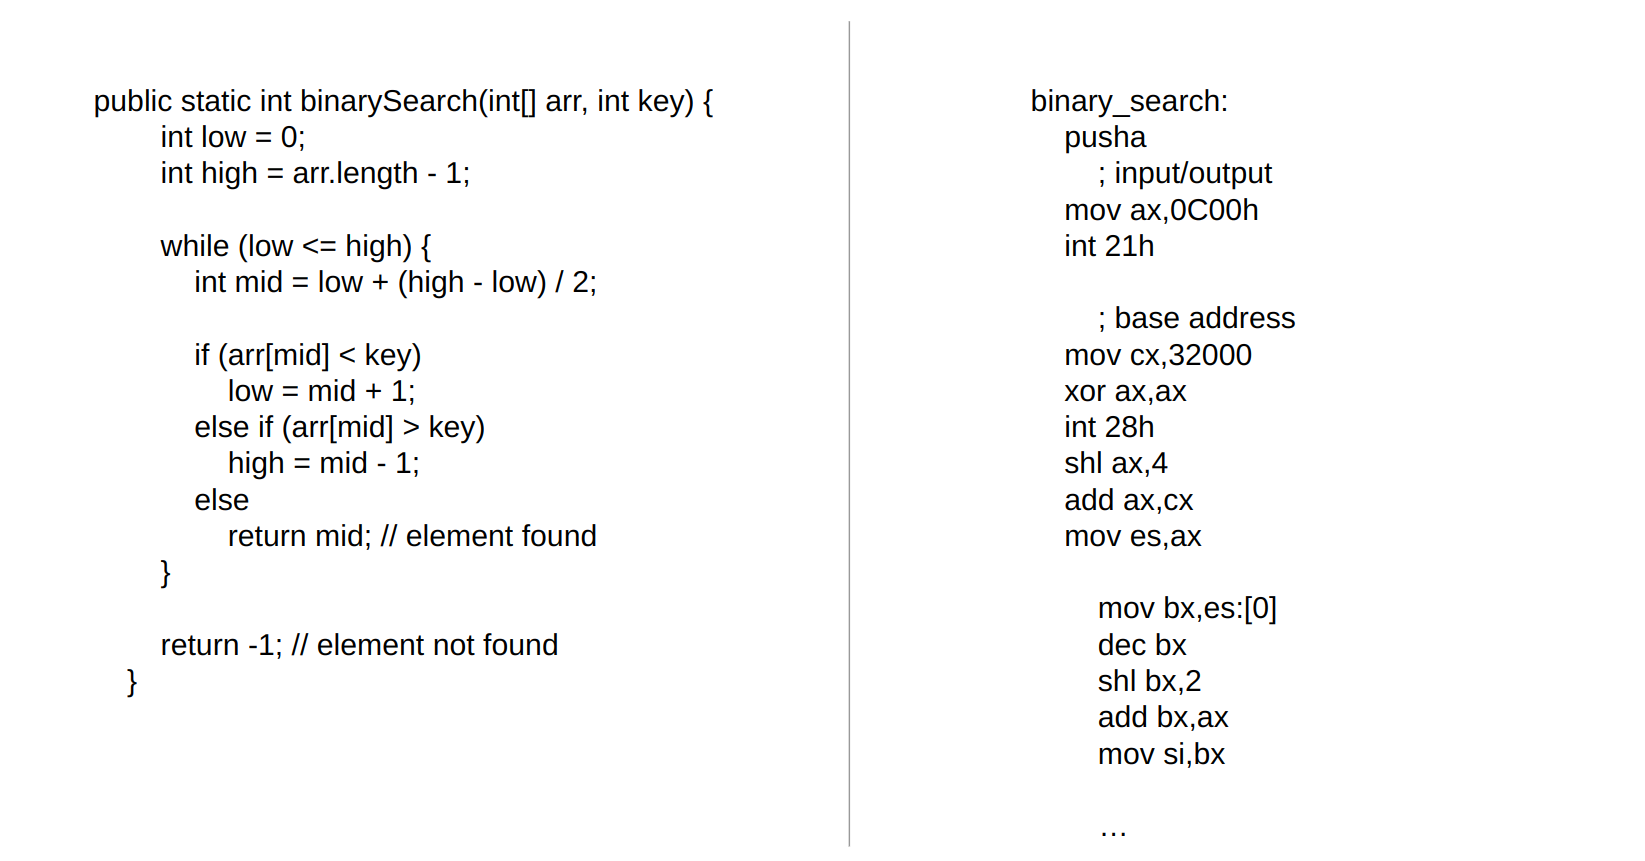 public static int binarySearch(int[] arr, int key) {
int low = 0;
int high = arr.length - 1;
while (low <= high) {
int mid = low + (high - low) / 2;
if (arr[mid] < key)
low = mid + 1;
else if (arr[mid] > key)
high = mid - 1;
else
return mid; // element found
}
return -1; // element not found
}
binary_search:
pusha
; input/output
mov ax,0C00h
int 21h
; base address
mov cx,32000
xor ax,ax
int 28h
shl ax,4
add ax,cx
mov es,ax
mov bx,es:[0]
dec bx
shl bx,2
add bx,ax
mov si,bx
…